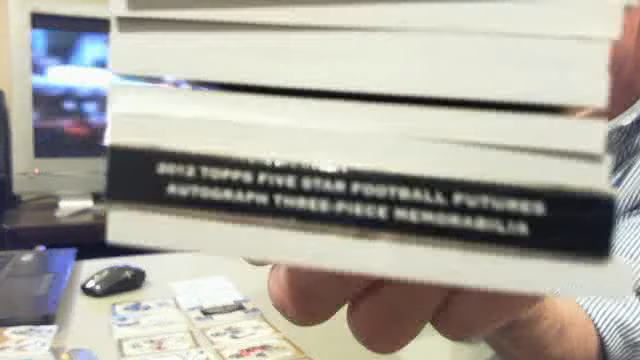 2012 TOPPS FIVE STAR FOOTBALL FUTURES
AUTOGRAPH THREE-PIECE MEMORABILIA